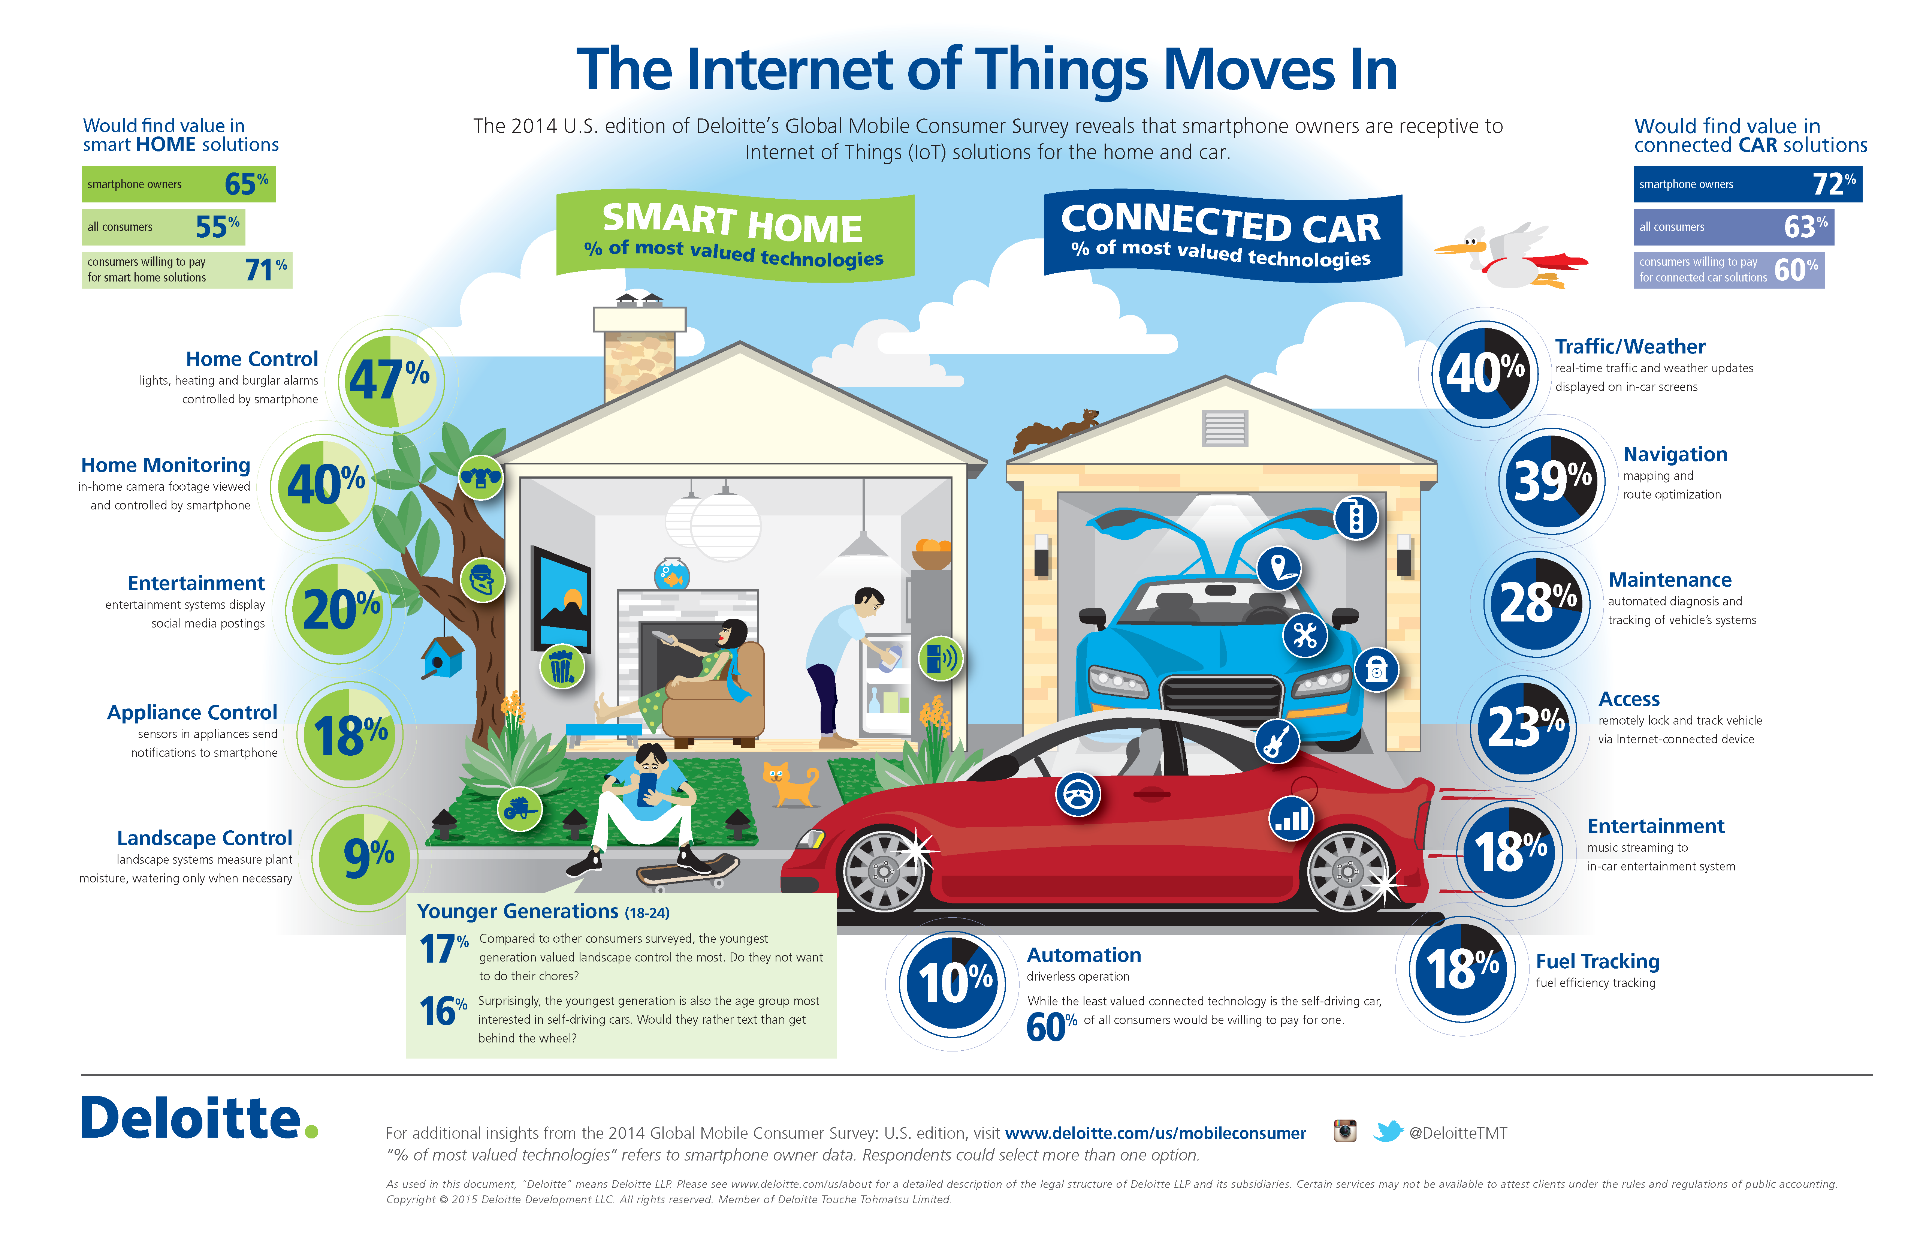 The Internet of Things Moves In
The 2014 U.S. edition of Deloitte's Global Mobile Consumer Survey reveals that smartphone owners are receptive to
Internet of Things (IoT) solutions for the home and car.
Would find value in
smart HOME solutions
smartphone owners 65%
all consumers 55%
consumers willing to pay
for smart home solutions 71%
Would find value in
connected CAR solutions
smartphone owners 72%
all consumers 63%
consumers willing to pay
for connected car solutions 60%
SMART HOME
% of most valued technologies
CONNECTED CAR
% of most valued technologies
Home Control
lights, heating and burglar alarms
controlled by smartphone
47%
Home Monitoring
in-home camera footage viewed
and controlled by smartphone
40%
Entertainment
entertainment systems display
social media postings
20%
Appliance Control
sensors in appliances send
notifications to smartphone
18%
Landscape Control
landscape systems measure plant
moisture, watering only when necessary
9%
40%
Traffic/Weather
real-time traffic and weather updates
displayed on in-car screens
39%
Navigation
mapping and
route optimization
28%
Maintenance
automated diagnosis and
tracking of vehicle's systems
23%
Access
remotely lock and track vehicle
via Internet-connected device
18%
Entertainment
music streaming to
in-car entertainment system
18%
Fuel Tracking
fuel efficiency tracking
10%
Automation
driverless operation
While the least valued connected technology is the self-driving car,
60% of all consumers would be willing to pay for one.
Younger Generations (18-24)
17% Compared to other consumers surveyed, the youngest
generation valued landscape control the most. Do they not want
to do their chores?
16% Surprisingly, the youngest generation is also the age group most
interested in self-driving cars. Would they rather text than get
behind the wheel?
Deloitte.
For additional insights from the 2014 Global Mobile Consumer Survey: U.S. edition, visit www.deloitte.com/us/mobileconsumer @DeloitteTMT
"% of most valued technologies" refers to smartphone owner data. Respondents could select more than one option.
As used in this document, "Deloitte" means Deloitte LLP. Please see www.deloitte.com/us/about for a detailed description of the legal structure of Deloitte LLP and its subsidiaries. Certain services may not be available to attest clients under the rules and regulations of public accounting.
Copyright © 2015 Deloitte Development LLC. All rights reserved. Member of Deloitte Touche Tohmatsu Limited.